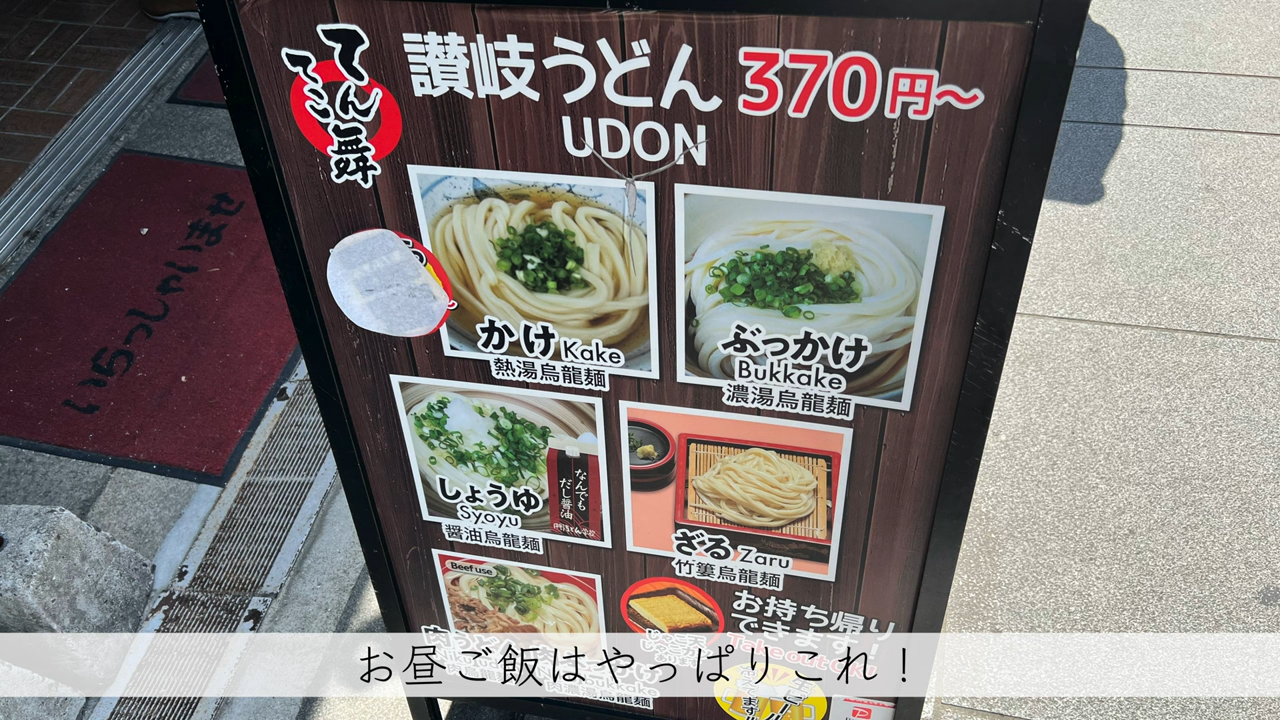 てん
てこ
舞
讃岐うどん 370円～
UDON
かけ Kake
熱湯烏龍麺
ぶっかけ
Bukkake
濃湯烏龍麺
しょうゆ
Syoyu
醤油烏龍麺
なんでも
だし醤油
ざる Zaru
竹簍烏龍麺
Beef use
お持ち帰り
できます！
Take out OK!
いらっしゃいませ
お昼ご飯はやっぱりこれ！